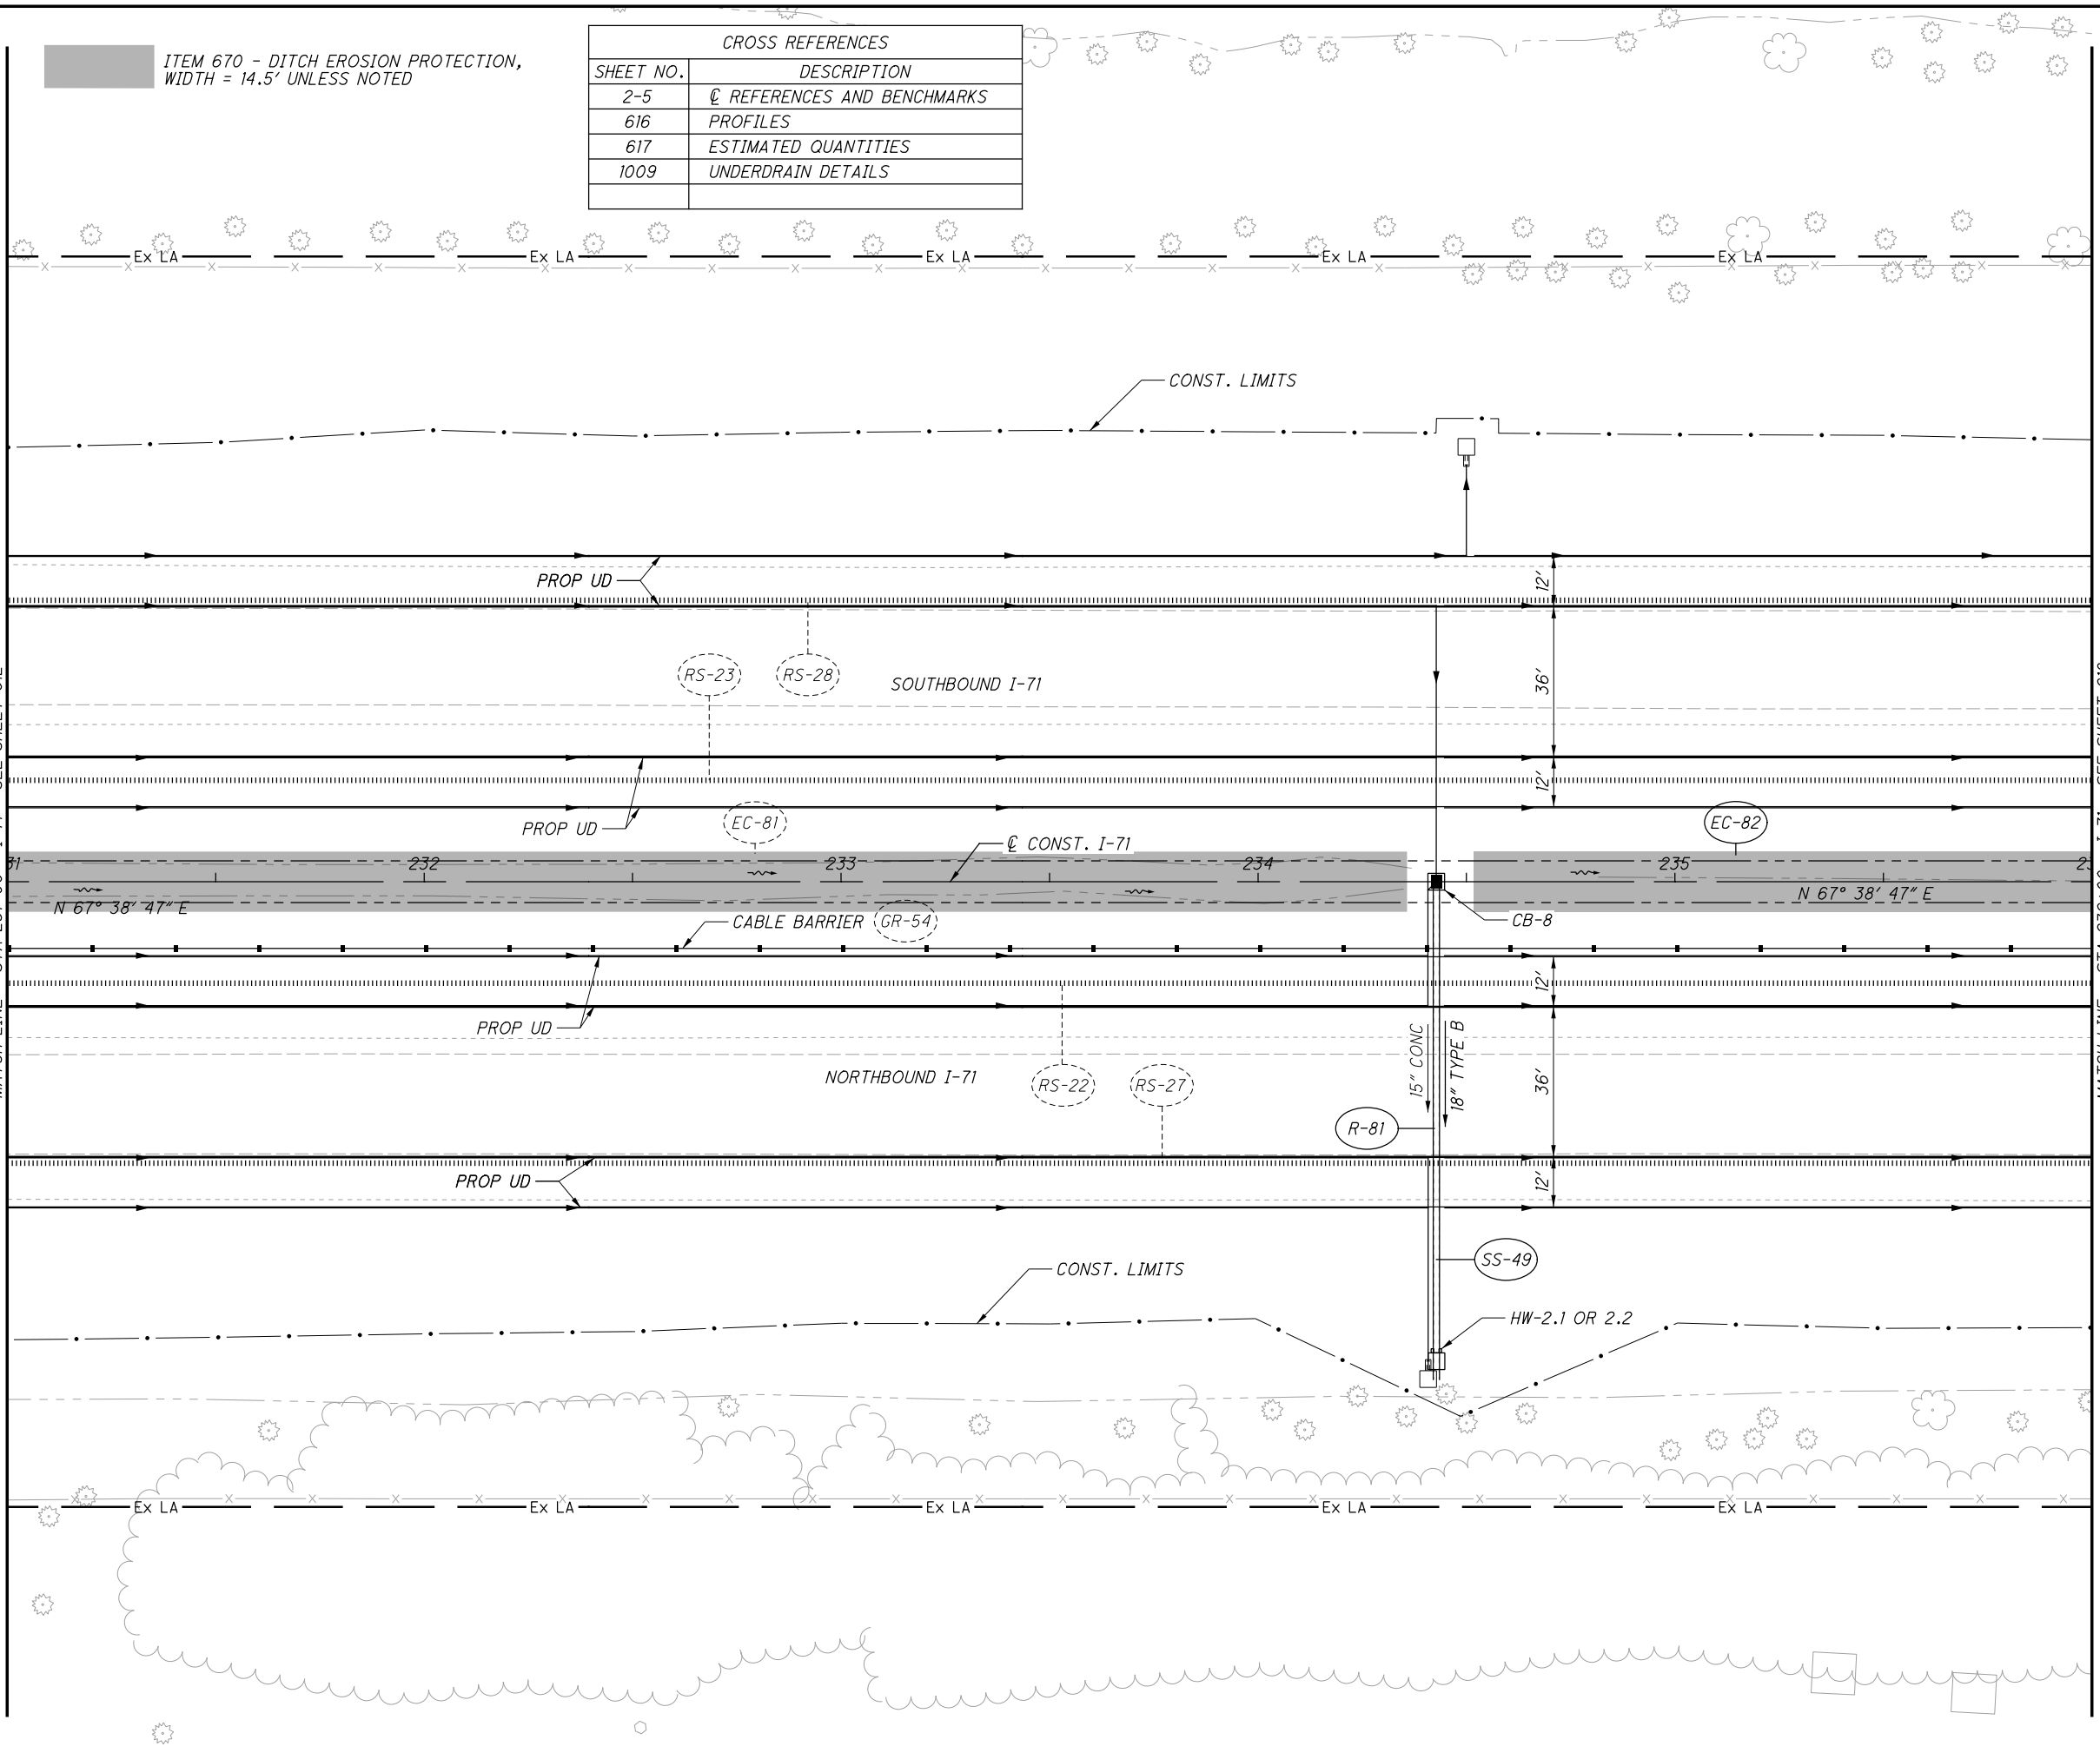 ITEM 670 - DITCH EROSION PROTECTION,
WIDTH = 14.5' UNLESS NOTED
CROSS REFERENCES
SHEET NO. DESCRIPTION
2-5 ℄ REFERENCES AND BENCHMARKS
616 PROFILES
617 ESTIMATED QUANTITIES
1009 UNDERDRAIN DETAILS
Ex LA Ex LA Ex LA Ex LA Ex LA
CONST. LIMITS
PROP UD
12'
RS-23 RS-28
SOUTHBOUND I-71
36'
12'
PROP UD
EC-81
EC-82
℄ CONST. I-71
232 233 234 235
N 67° 38' 47" E
N 67° 38' 47" E
CABLE BARRIER GR-54
CB-8
12'
PROP UD
NORTHBOUND I-71
RS-22 RS-27
15" CONC
18" TYPE B
36'
R-81
PROP UD
12'
SS-49
CONST. LIMITS
HW-2.1 OR 2.2
Ex LA Ex LA Ex LA Ex LA Ex LA